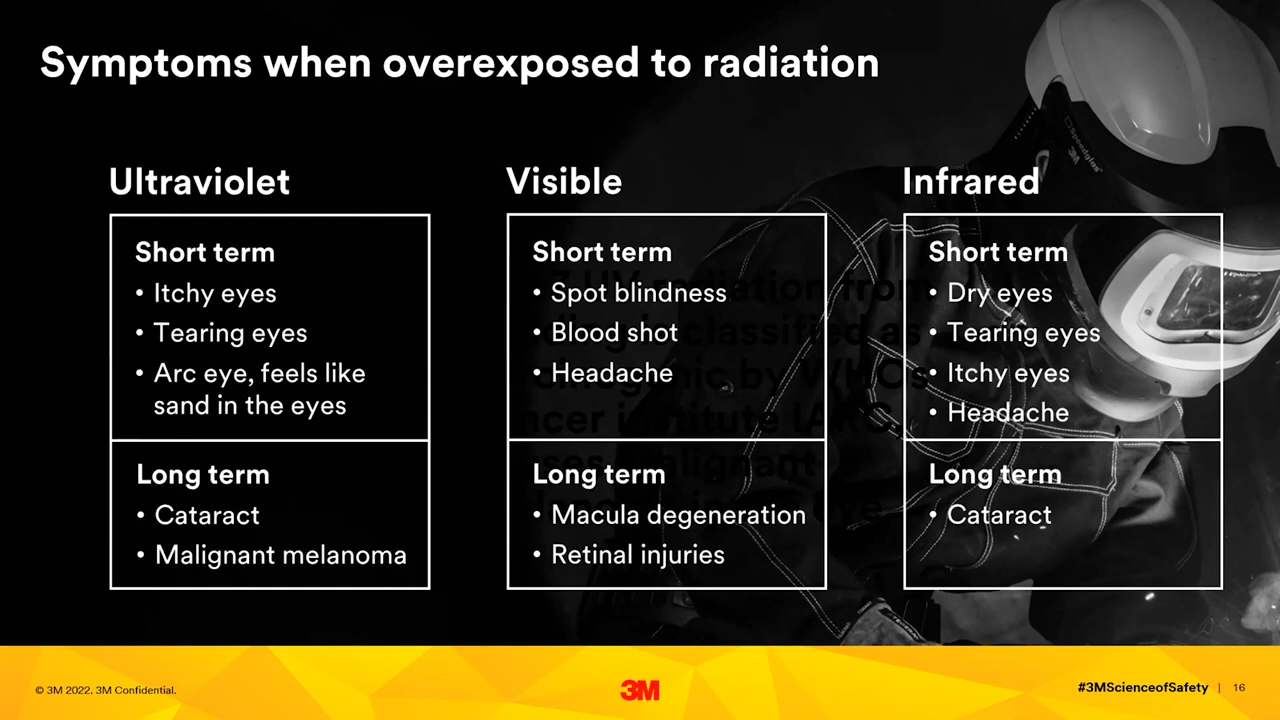 Symptoms when overexposed to radiation
Ultraviolet
Short term
• Itchy eyes
• Tearing eyes
• Arc eye, feels like
sand in the eyes
Long term
• Cataract
• Malignant melanoma
Visible
Short term
• Spot blindness
• Blood shot
• Headache
Long term
• Macula degeneration
• Retinal injuries
Infrared
Short term
• Dry eyes
• Tearing eyes
• Itchy eyes
• Headache
Long term
• Cataract
Speedglas
3M
© 3M 2022. 3M Confidential.
3M
#3MScienceofSafety | 16